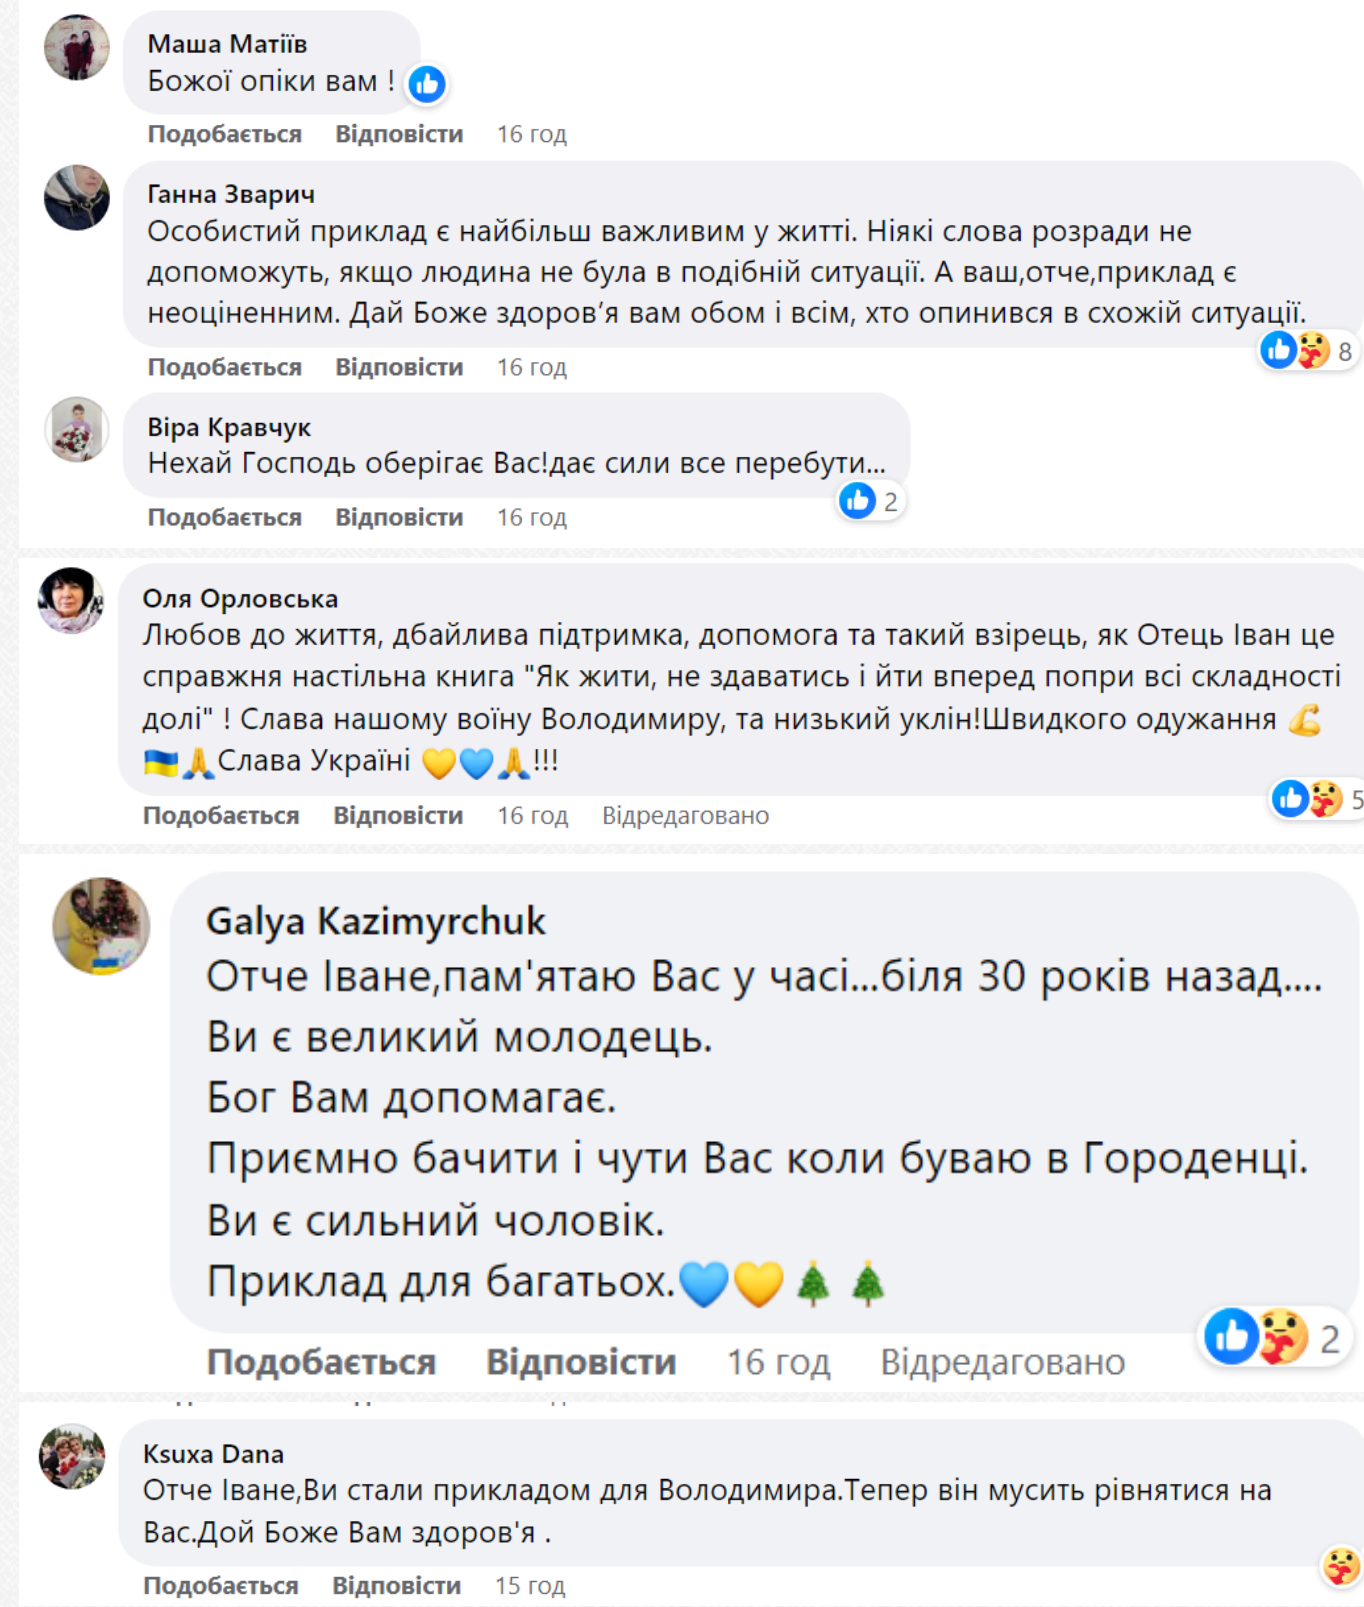 Маша Матіїв
Божої опіки вам !
Подобається Відповісти 16 год
Ганна Зварич
Особистий приклад є найбільш важливим у житті. Ніякі слова розради не
допоможуть, якщо людина не була в подібній ситуації. А ваш,отче,приклад є
неоціненним. Дай Боже здоров’я вам обом і всім, хто опинився в схожій ситуації.
8
Подобається Відповісти 16 год
Віра Кравчук
Нехай Господь оберігає Вас!дає сили все перебути...
2
Подобається Відповісти 16 год
Оля Орловська
Любов до життя, дбайлива підтримка, допомога та такий взірець, як Отець Іван це
справжня настільна книга "Як жити, не здаватись і йти вперед попри всі складності
долі" ! Слава нашому воїну Володимиру, та низький уклін!Швидкого одужання 💪
🇺🇦🙏Слава Україні 💛💙🙏!!!
5
Подобається Відповісти 16 год Відредаговано
Galya Kazimyrchuk
Отче Іване,пам'ятаю Вас у часі...біля 30 років назад....
Ви є великий молодець.
Бог Вам допомагає.
Приємно бачити і чути Вас коли буваю в Городенці.
Ви є сильний чоловік.
Приклад для багатьох.💙💛🎄🎄
2
Подобається Відповісти 16 год Відредаговано
Ksuxa Dana
Отче Іване,Ви стали прикладом для Володимира.Тепер він мусить рівнятися на
Вас.Дой Боже Вам здоров'я .
Подобається Відповісти 15 год